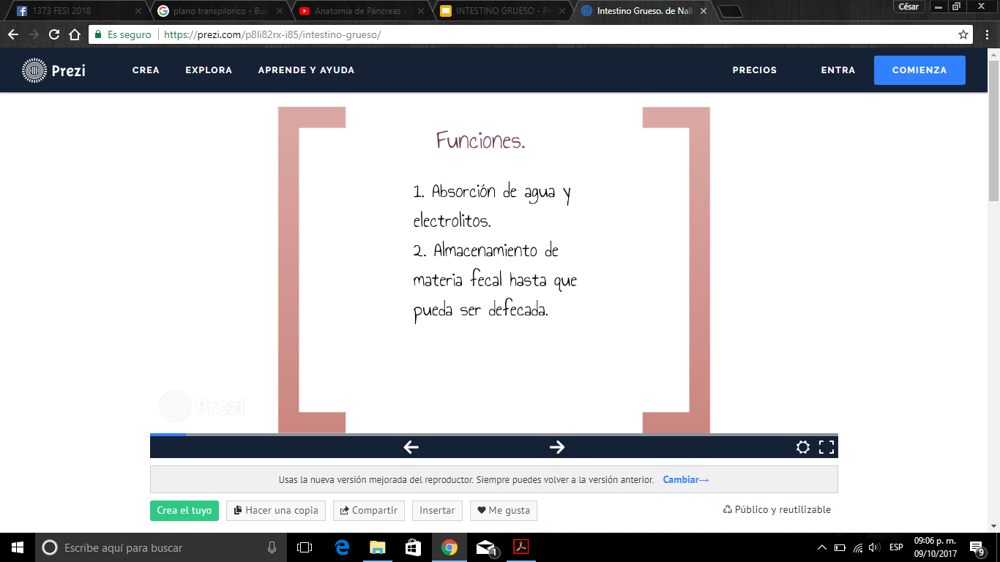 1373 FESI 2018
plano transpilorico - Bus
Anatomía de Páncreas -
INTESTINO GRUESO - Pr
Intestino Grueso. de Nall
César
Es seguro
https://prezi.com/p8li82rx-i85/intestino-grueso/
Prezi
CREA
EXPLORA
APRENDE Y AYUDA
PRECIOS
ENTRA
COMIENZA
Funciones.
1. Absorción de agua y
electrolitos.
2. Almacenamiento de
materia fecal hasta que
pueda ser defecada.
Prezi
Usas la nueva versión mejorada del reproductor. Siempre puedes volver a la versión anterior. Cambiar→
Crea el tuyo
Hacer una copia
Compartir
Insertar
Me gusta
Público y reutilizable
Escribe aquí para buscar
1
ESP
09:06 p. m.
09/10/2017
9